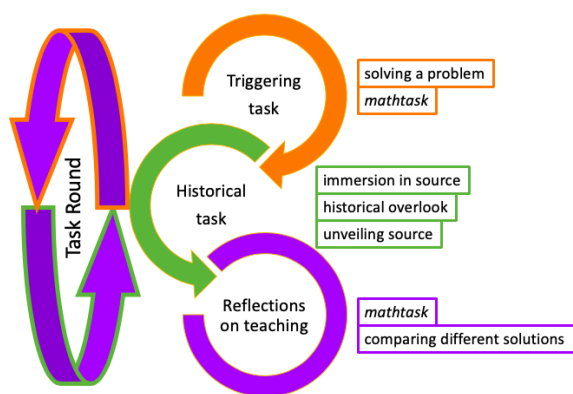 Triggering
task
solving a problem
mathtask
Task Round
Historical
task
immersion in source
historical overlook
unveiling source
Reflections
on teaching
mathtask
comparing different solutions